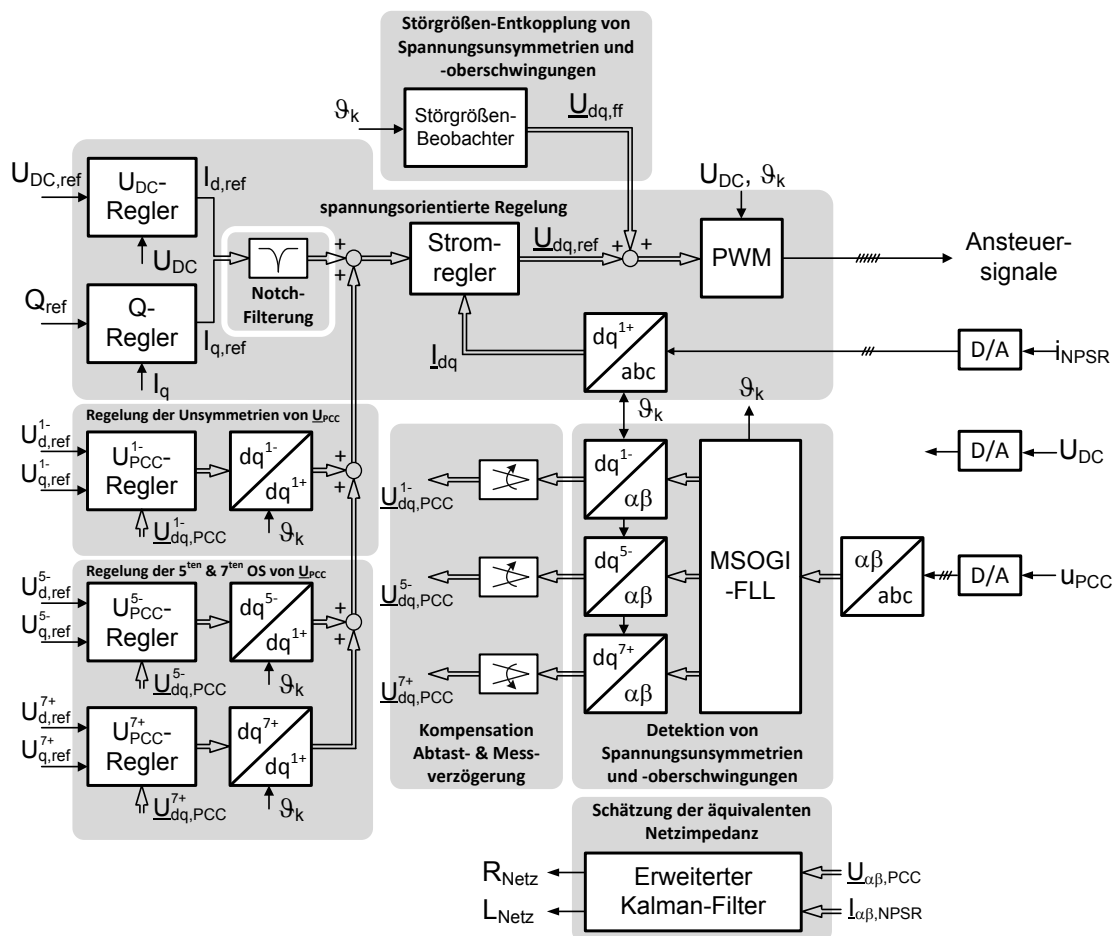 Störgrößen-Entkopplung von
Spannungsunsymmetrien und
-oberschwingungen
ϑk
Störgrößen-
Beobachter
U̲dq,ff
UDC,ref
UDC-
Regler
Id,ref
UDC
Qref
Q-
Regler
Iq,ref
Iq
Notch-
Filterung
+
+
spannungsorientierte Regelung
Strom-
regler
U̲dq,ref
+
+
UDC, ϑk
PWM
Ansteuer-
signale
I̲dq
dq1+
abc
D/A
iNPSR
ϑk
ϑk
Regelung der Unsymmetrien von U̲PCC
U1-d,ref
U1-q,ref
U1-PCC-
Regler
dq1-
dq1+
+
+
U1-dq,PCC
ϑk
Regelung der 5ten & 7ten OS von U̲PCC
U5-d,ref
U5-q,ref
U5-PCC-
Regler
dq5-
dq1+
+
+
U̲5-dq,PCC
ϑk
U7+d,ref
U7+q,ref
U7+PCC-
Regler
dq7+
dq1+
U̲7+dq,PCC
ϑk
U̲1-dq,PCC
dq1-
αβ
U̲5-dq,PCC
dq5-
αβ
U̲7+dq,PCC
dq7+
αβ
MSOGI
-FLL
Kompensation
Abtast- & Mess-
verzögerung
Detektion von
Spannungsunsymmetrien
und -oberschwingungen
D/A
UDC
αβ
abc
D/A
uPCC
Schätzung der äquivalenten
Netzimpedanz
RNetz
LNetz
Erweiterter
Kalman-Filter
U̲αβ,PCC
I̲αβ,NPSR